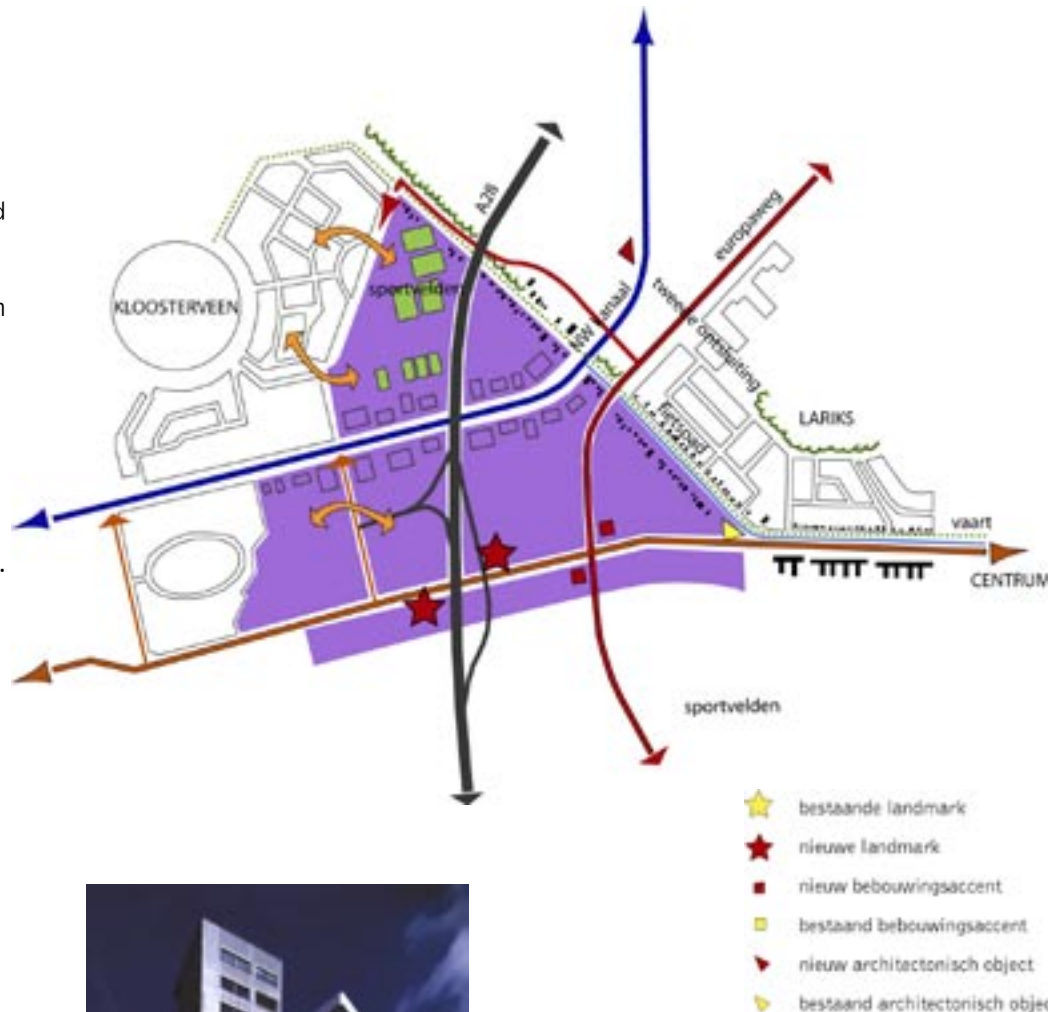 d
n
.
A28
europaweg
NW kanaal
tweede ontsluiting
sportvelden
KLOOSTERVEEN
fietspad
LARIKS
vaart
CENTRUM
sportvelden
bestaande landmark
nieuwe landmark
nieuw bebouwingsaccent
bestaand bebouwingsaccent
nieuw architectonisch object
bestaand architectonisch objec